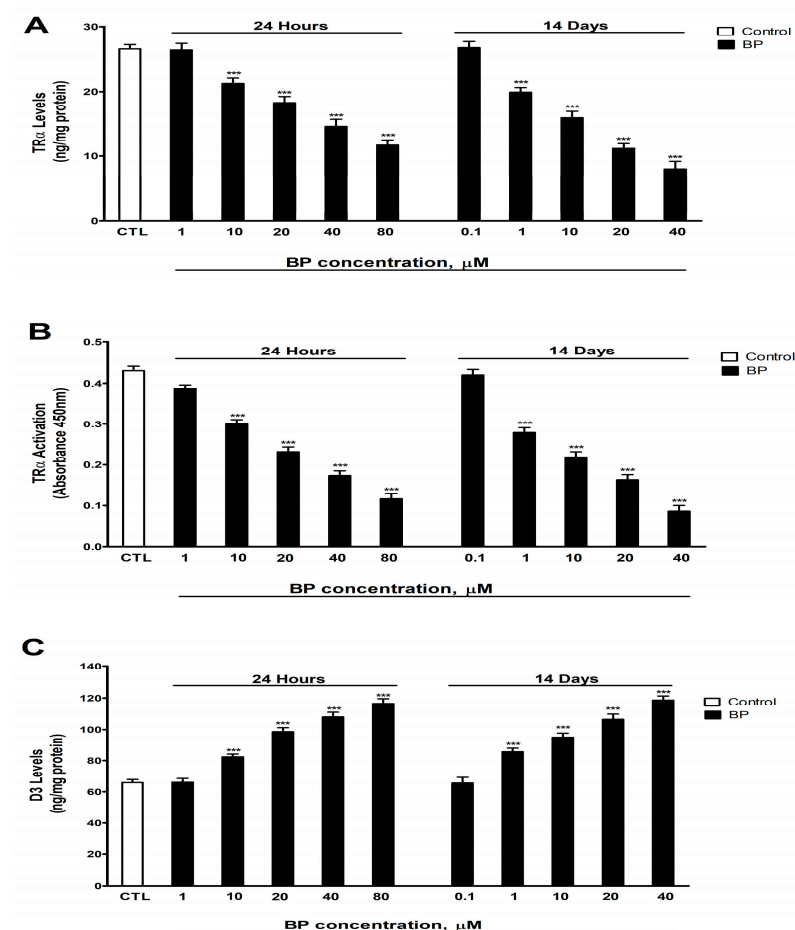 A
24 Hours
14 Days
Control
BP
30
20
10
0
TRα Levels
(ng/mg protein)
*** *** *** *** *** *** *** ***
CTL 1 10 20 40 80 0.1 1 10 20 40
BP concentration, μM
B
24 Hours
14 Days
Control
BP
0.5
0.4
0.3
0.2
0.1
0.0
TRα Activation
(Absorbance 450nm)
*** *** *** *** *** *** *** ***
CTL 1 10 20 40 80 0.1 1 10 20 40
BP concentration, μM
C
24 Hours
14 Days
Control
BP
140
120
100
80
60
40
20
0
D3 Levels
(ng/mg protein)
*** *** *** *** *** *** *** ***
CTL 1 10 20 40 80 0.1 1 10 20 40
BP concentration, μM